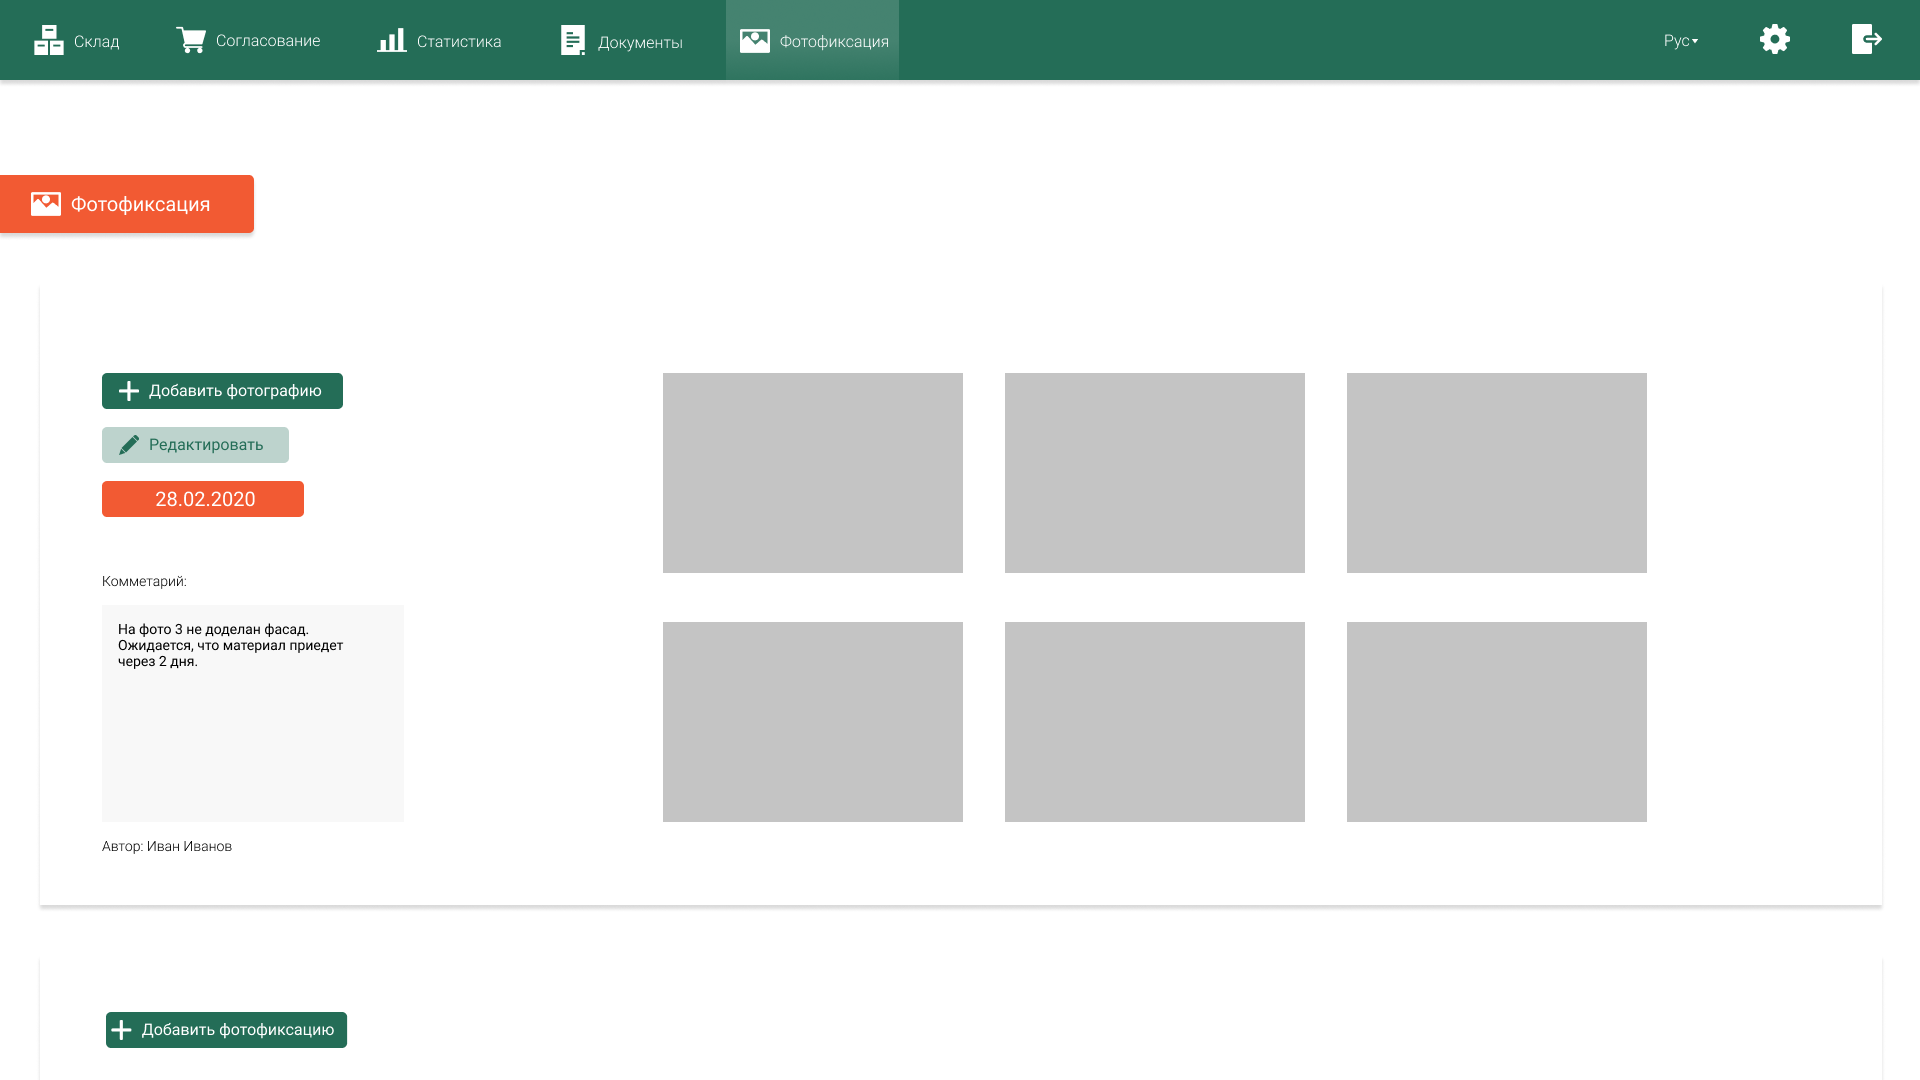 Склад
Согласование
Статистика
Документы
Фотофиксация
Рус
Фотофиксация
Добавить фотографию
Редактировать
28.02.2020
Комметарий:
На фото 3 не доделан фасад.
Ожидается, что материал приедет
через 2 дня.
Автор: Иван Иванов
Добавить фотофиксацию